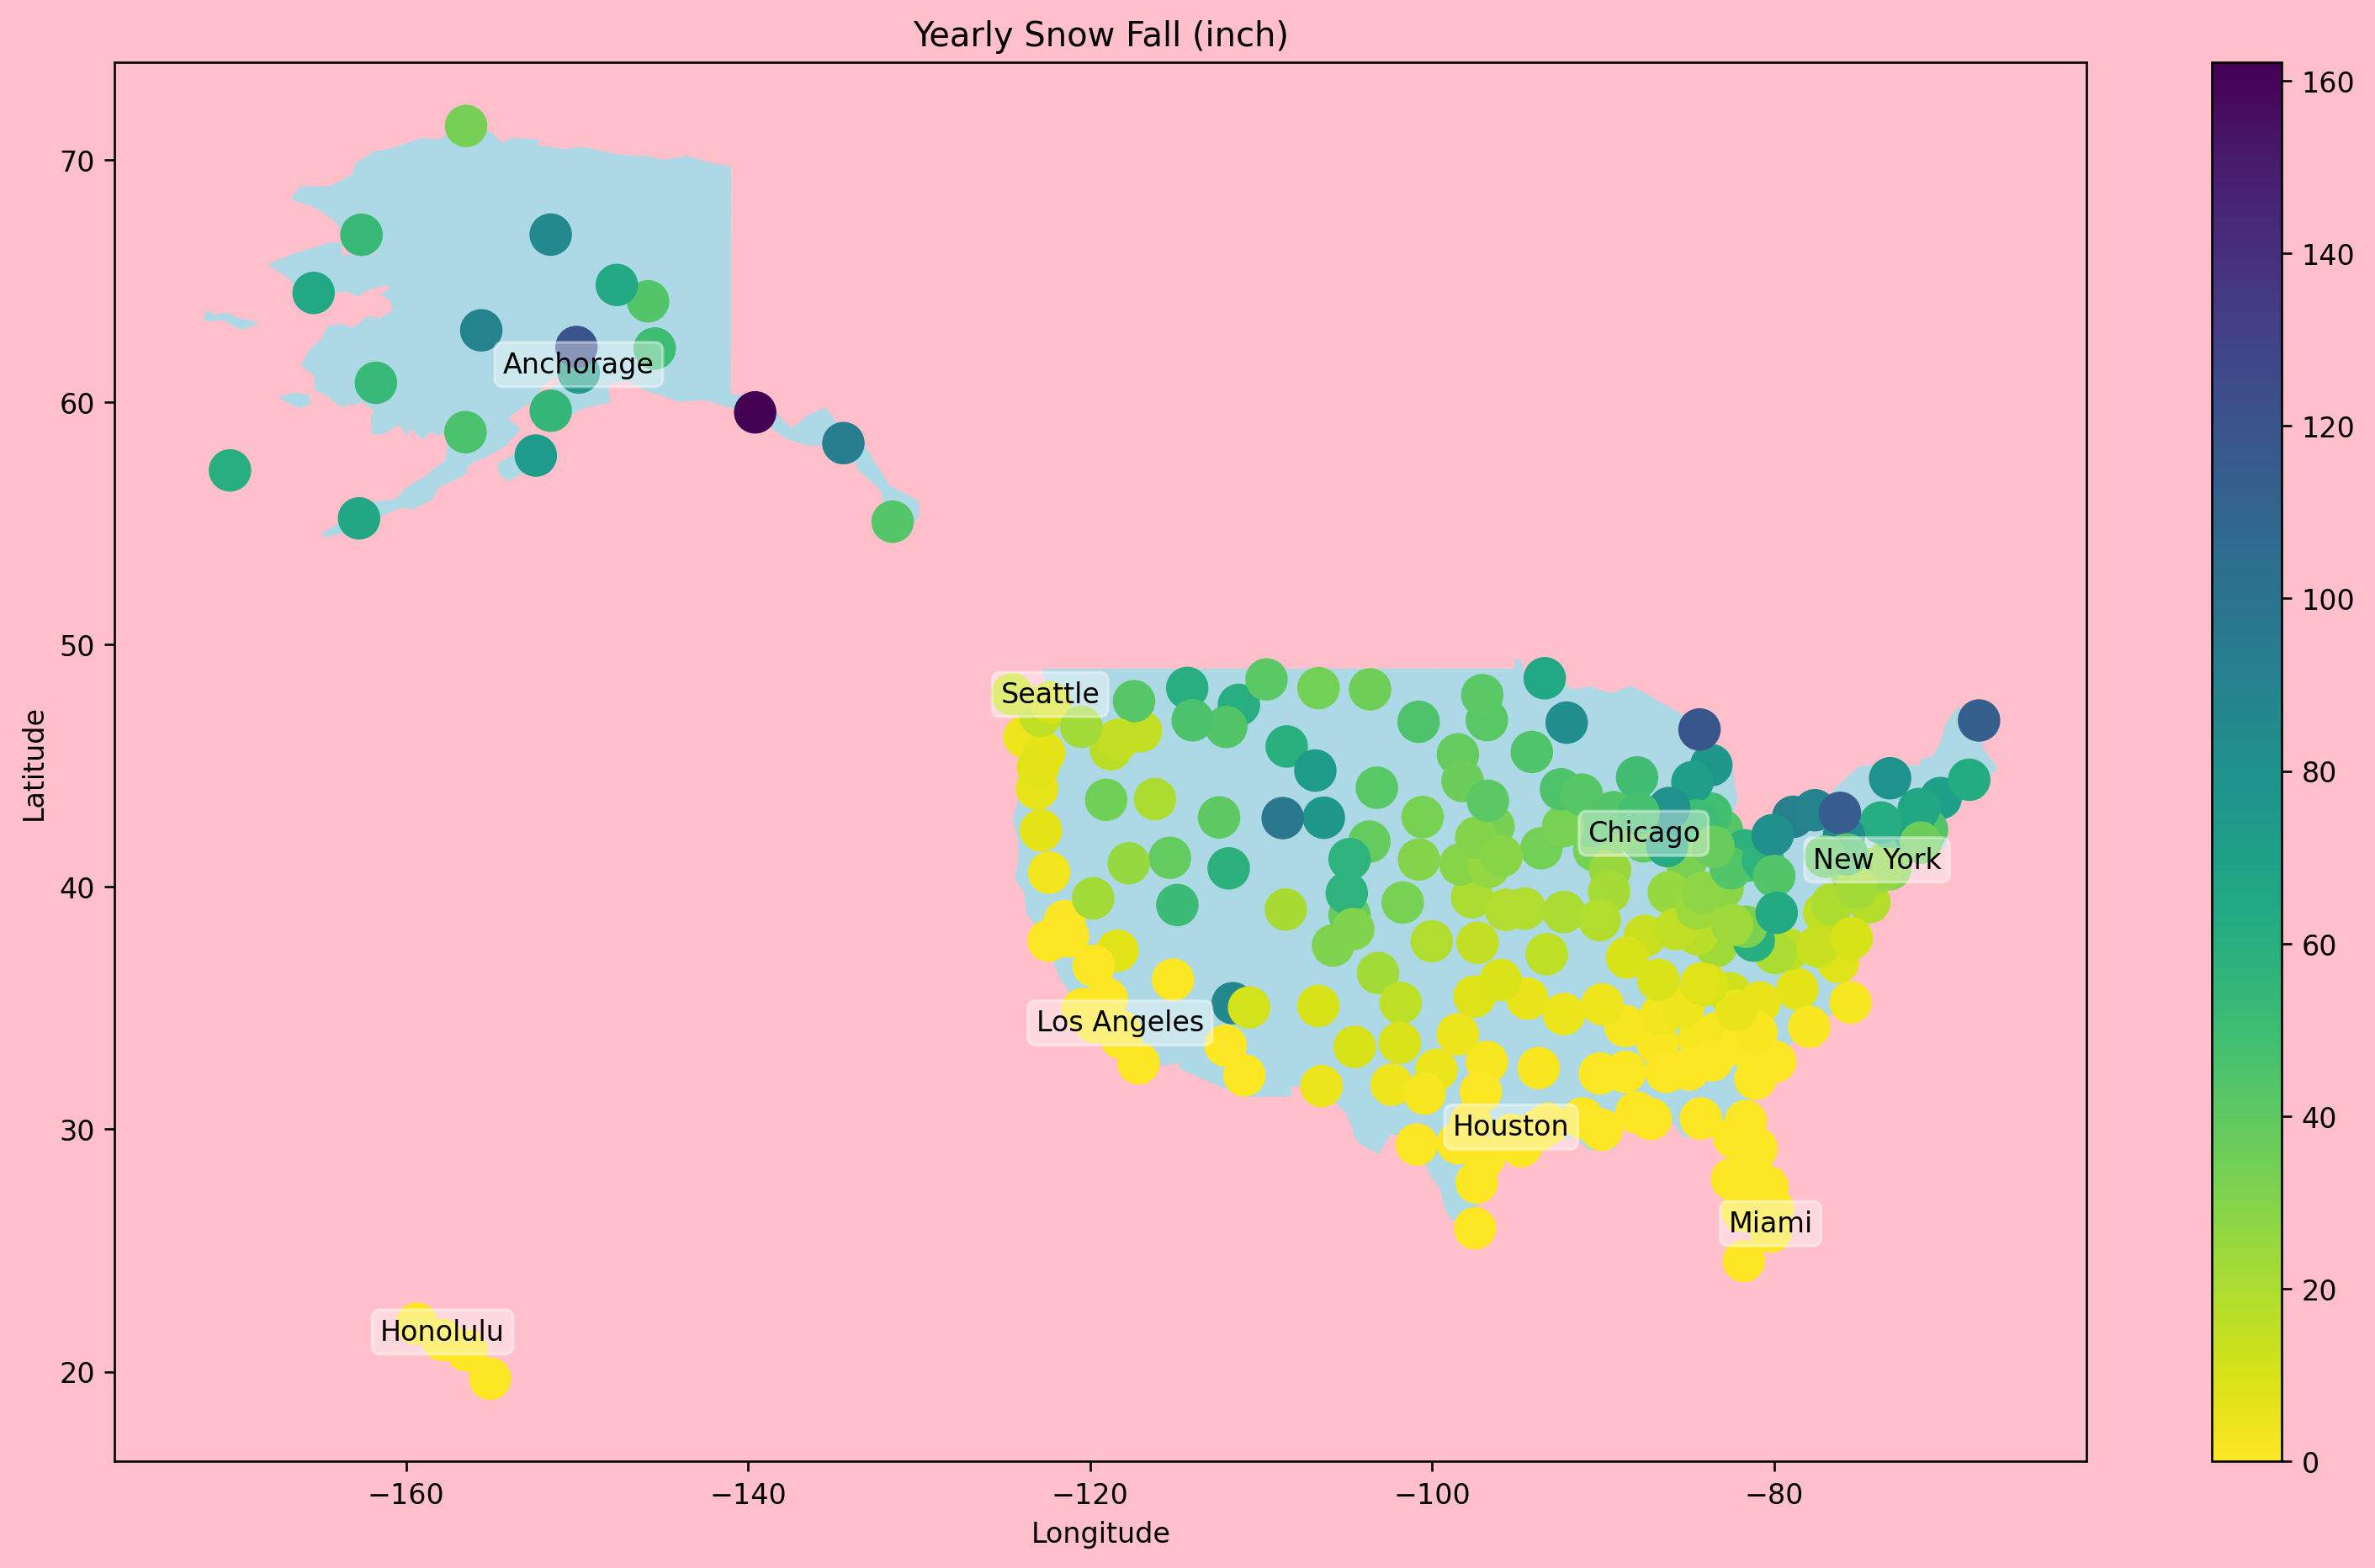 Yearly Snow Fall (inch)
Latitude
70
60
50
40
30
20
Anchorage
Seattle
Chicago
New York
Los Angeles
Houston
Miami
Honolulu
−160
−140
−120
−100
−80
Longitude
160
140
120
100
80
60
40
20
0